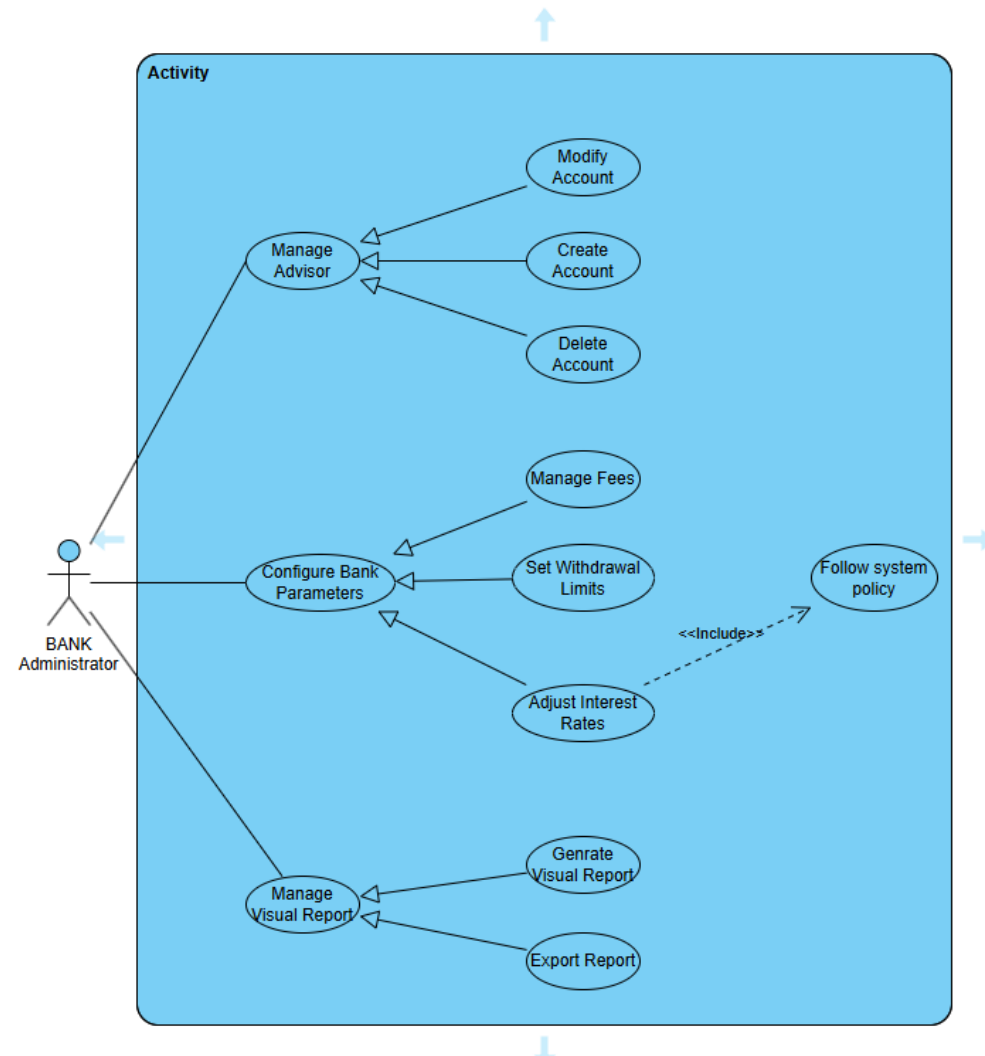 Activity
Modify
Account
Manage
Advisor
Create
Account
Delete
Account
Manage Fees
Configure Bank
Parameters
Set Withdrawal
Limits
Follow system
policy
<<Include>>
BANK
Administrator
Adjust Interest
Rates
Genrate
Visual Report
Manage
Visual Report
Export Report